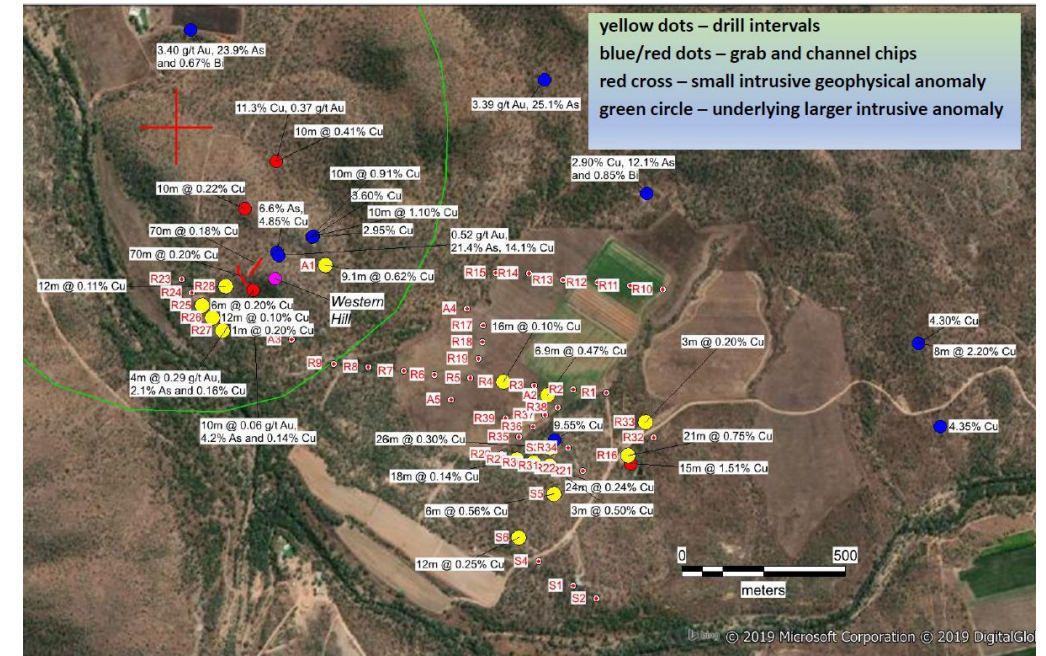 yellow dots – drill intervals
blue/red dots – grab and channel chips
red cross – small intrusive geophysical anomaly
green circle – underlying larger intrusive anomaly
3.40 g/t Au, 23.9% As
and 0.67% Bi
3.39 g/t Au, 25.1% As
11.3% Cu, 0.37 g/t Au
10m @ 0.41% Cu
2.90% Cu, 12.1% As
and 0.85% Bi
10m @ 0.91% Cu
10m @ 0.22% Cu
3.60% Cu
6.6% As,
4.85% Cu
10m @ 1.10% Cu
2.95% Cu
70m @ 0.18% Cu
0.52 g/t Au,
21.4% As, 14.1% Cu
70m @ 0.20% Cu
A1
9.1m @ 0.62% Cu
R15
R14
R13
R12
R11
R10
R23
R28
12m @ 0.11% Cu
R24
R25
6m @ 0.20% Cu
Western
Hill
R26
12m @ 0.10% Cu
R27
1m @ 0.20% Cu
A3
A4
R17
16m @ 0.10% Cu
R18
6.9m @ 0.47% Cu
3m @ 0.20% Cu
4.30% Cu
8m @ 2.20% Cu
R19
R9
R8
R7
R6
R5
R4
R3
R2
R1
A2
A5
4m @ 0.29 g/t Au,
2.1% As and 0.16% Cu
R38
R37
R39
R36
9.55% Cu
R33
R32
4.35% Cu
10m @ 0.06 g/t Au,
4.2% As and 0.14% Cu
26m @ 0.30% Cu
R35
R34
21m @ 0.75% Cu
R16
15m @ 1.51% Cu
R31
R22
R21
18m @ 0.14% Cu
24m @ 0.24% Cu
S5
6m @ 0.56% Cu
3m @ 0.50% Cu
S6
12m @ 0.25% Cu
S4
S1
S2
0
500
meters
bing
© 2019 Microsoft Corporation © 2019 DigitalGlo